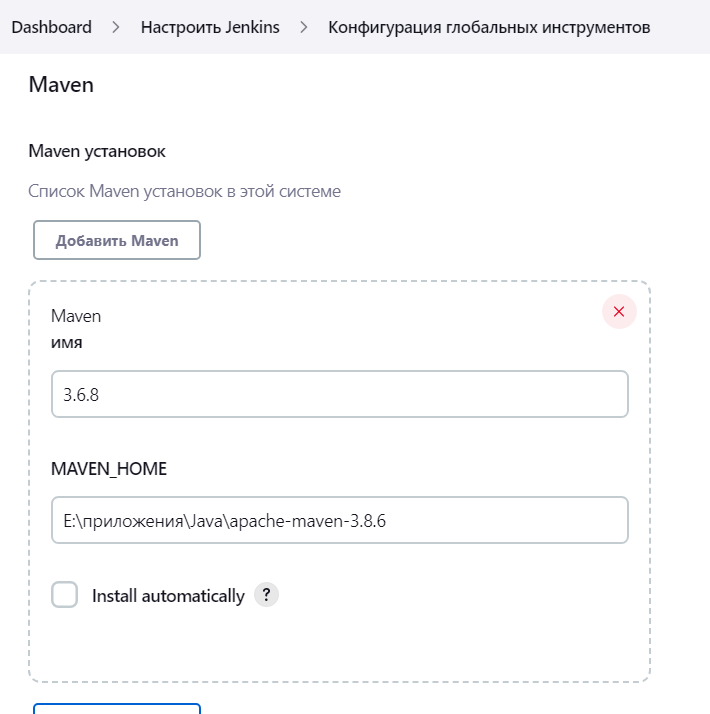 Dashboard > Настроить Jenkins > Конфигурация глобальных инструментов
Maven
Maven установок
Список Maven установок в этой системе
Добавить Maven
Maven
имя
3.6.8
MAVEN_HOME
E:\приложения\Java\apache-maven-3.8.6
Install automatically ?